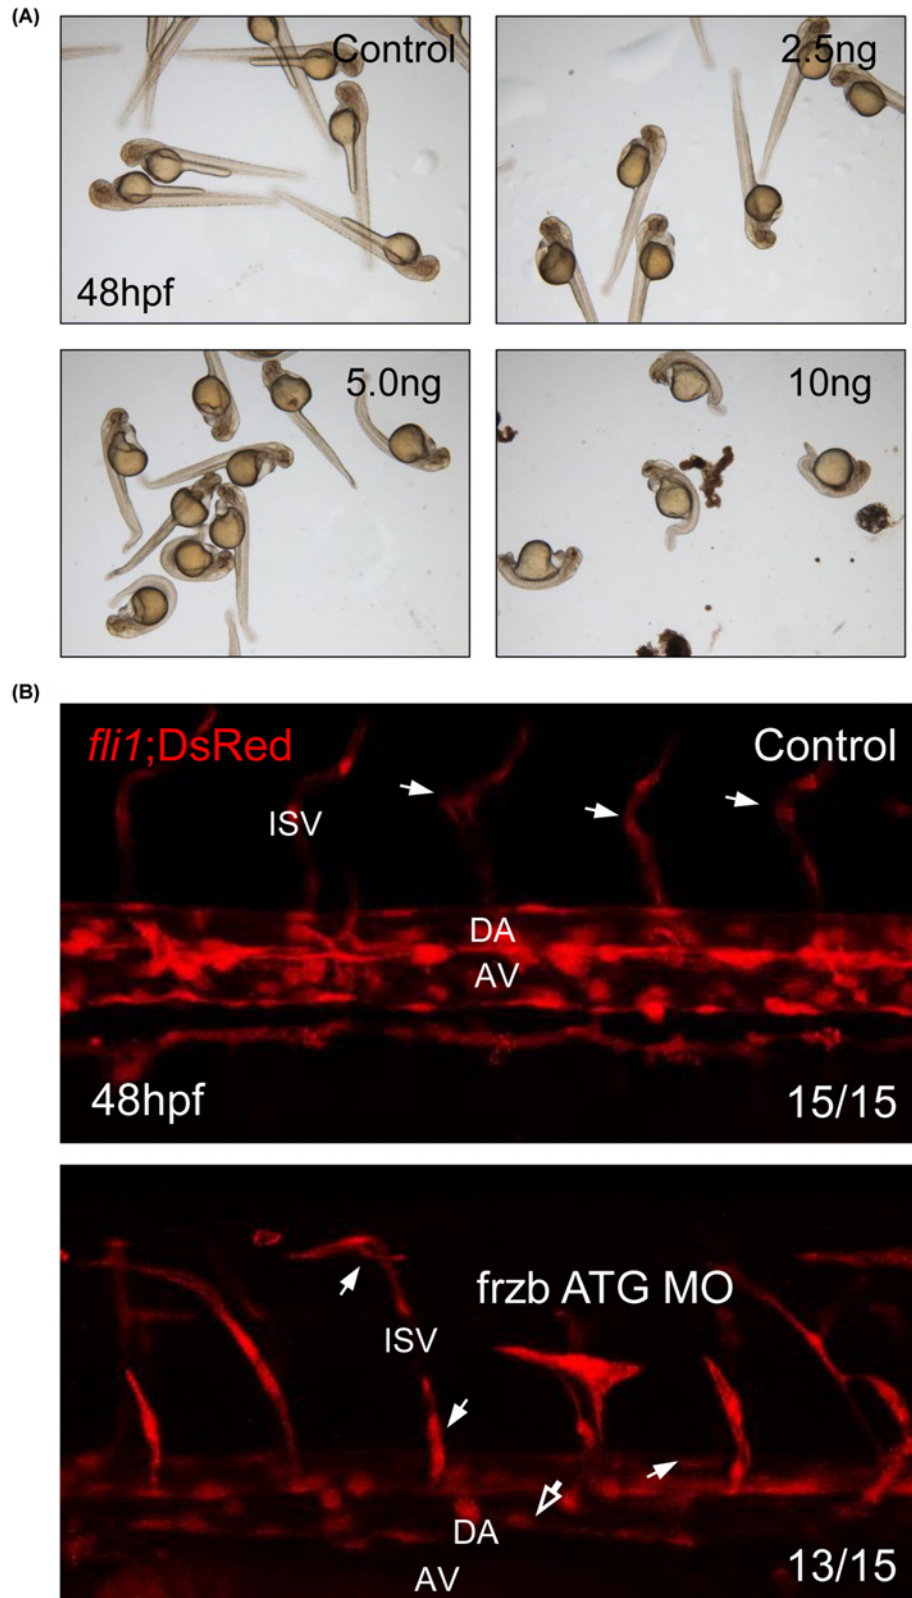 (A)
Control
2.5ng
48hpf
5.0ng
10ng
(B)
fli1;DsRed
Control
ISV
DA
AV
48hpf
15/15
frzb ATG MO
ISV
DA
AV
13/15